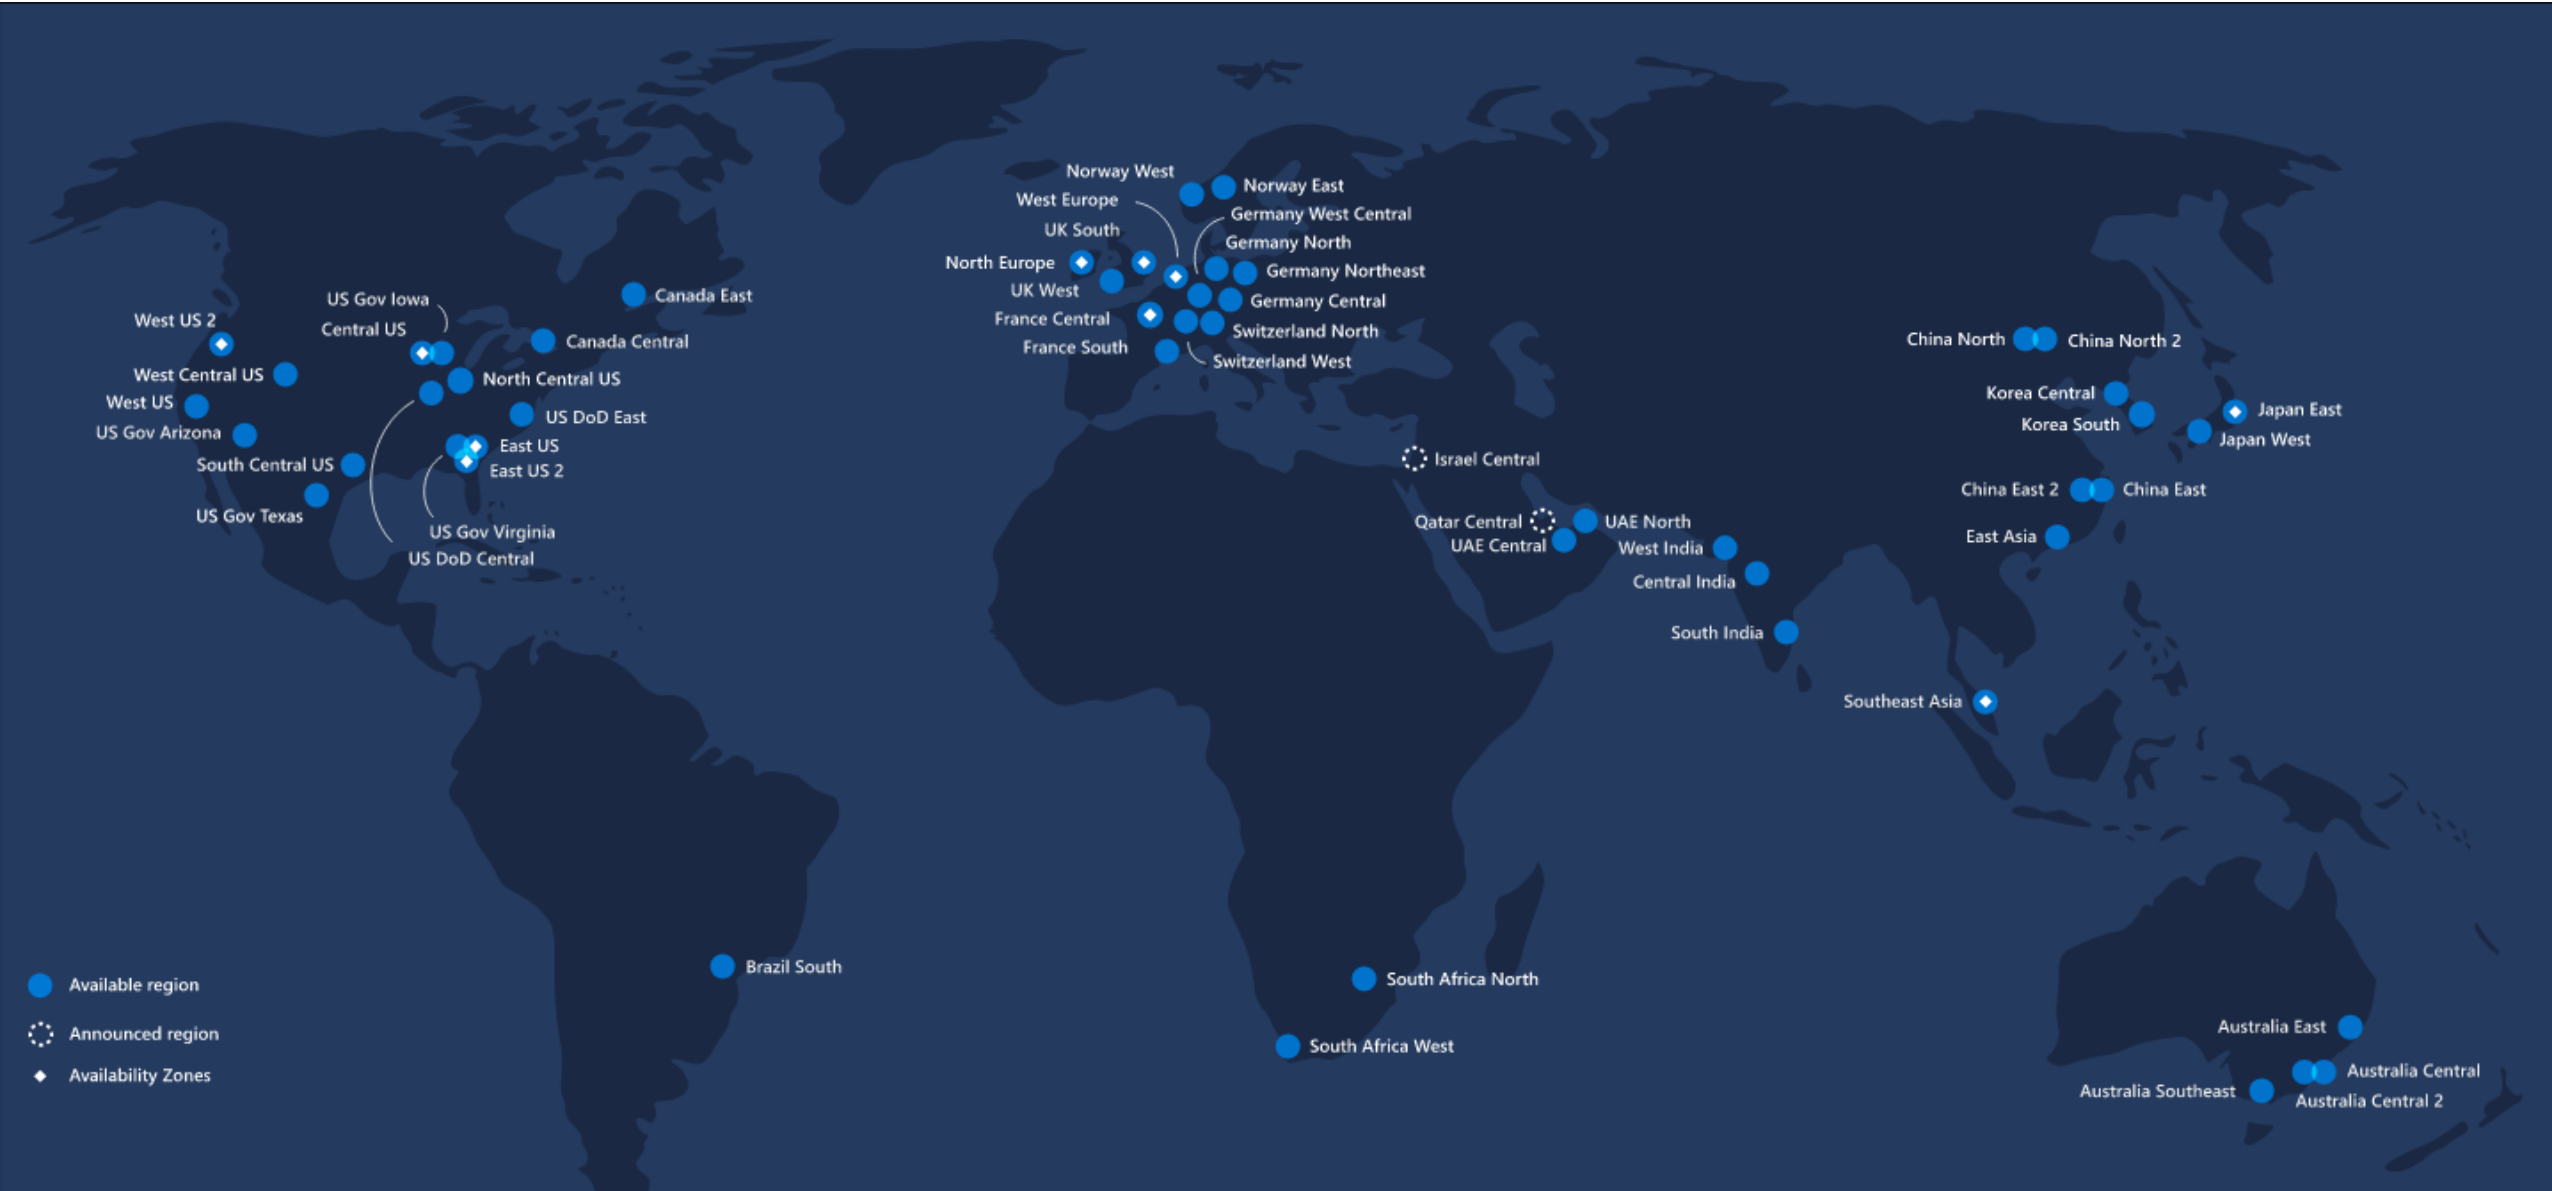 Norway West
Norway East
West Europe
Germany West Central
UK South
Germany North
North Europe
Germany Northeast
UK West
Germany Central
France Central
Switzerland North
France South
Switzerland West
US Gov Iowa
Canada East
West US 2
Central US
Canada Central
West Central US
North Central US
West US
US DoD East
US Gov Arizona
East US
South Central US
East US 2
US Gov Texas
US Gov Virginia
US DoD Central
China North
China North 2
Korea Central
Japan East
Korea South
Japan West
Israel Central
China East 2
China East
Qatar Central
UAE North
East Asia
UAE Central
West India
Central India
South India
Southeast Asia
Brazil South
South Africa North
South Africa West
Australia East
Australia Central
Australia Southeast
Australia Central 2
Available region
Announced region
Availability Zones